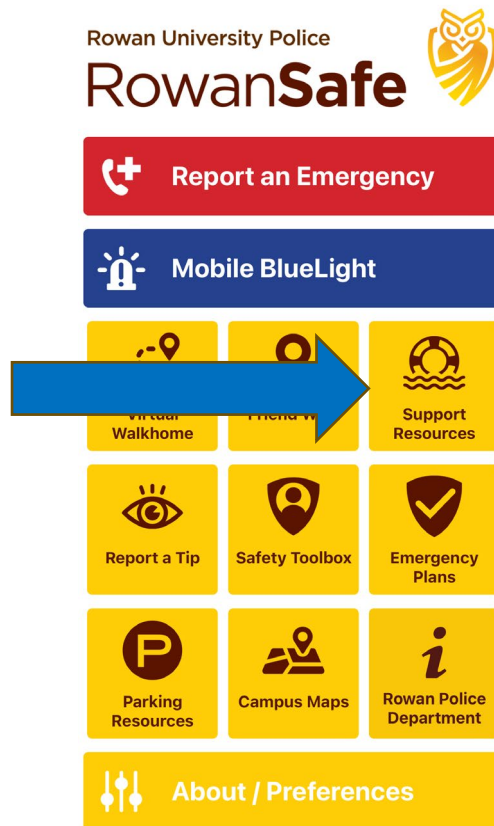 Rowan University Police
RowanSafe
Report an Emergency
Mobile BlueLight
Walkhome
Support
Resources
Report a Tip
Safety Toolbox
Emergency
Plans
Parking
Resources
Campus Maps
Rowan Police
Department
About / Preferences